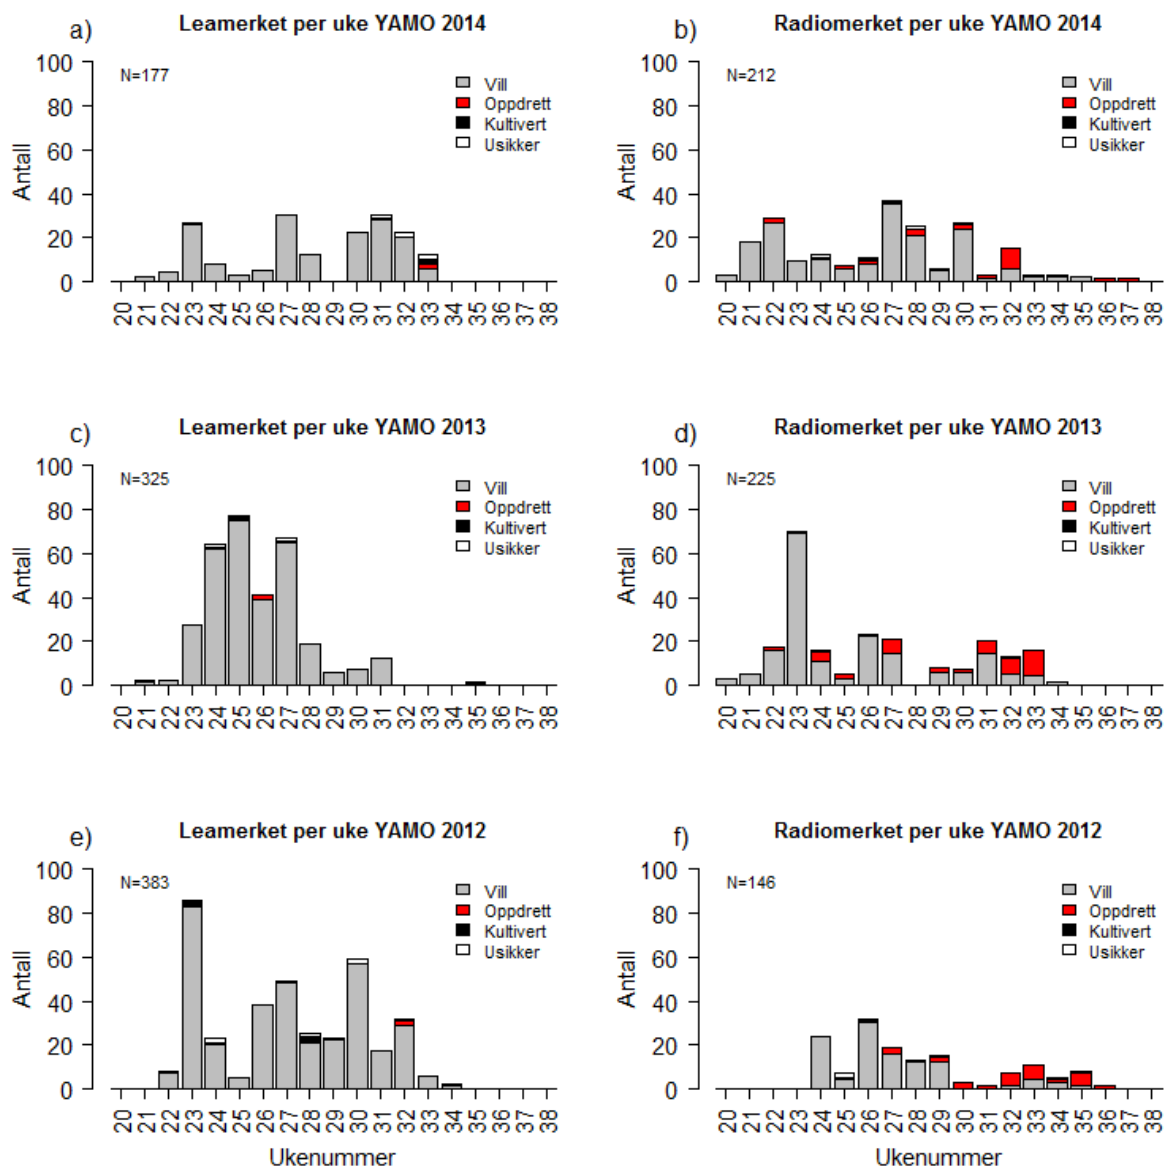 a) Leamerket per uke YAMO 2014
N=177
Vill
Oppdrett
Kultivert
Usikker
Antall
100
80
60
40
20
0
20 21 22 23 24 25 26 27 28 29 30 31 32 33 34 35 36 37 38
b) Radiomerket per uke YAMO 2014
N=212
Vill
Oppdrett
Kultivert
Usikker
Antall
100
80
60
40
20
0
20 21 22 23 24 25 26 27 28 29 30 31 32 33 34 35 36 37 38
c) Leamerket per uke YAMO 2013
N=325
Vill
Oppdrett
Kultivert
Usikker
Antall
100
80
60
40
20
0
20 21 22 23 24 25 26 27 28 29 30 31 32 33 34 35 36 37 38
d) Radiomerket per uke YAMO 2013
N=225
Vill
Oppdrett
Kultivert
Usikker
Antall
100
80
60
40
20
0
20 21 22 23 24 25 26 27 28 29 30 31 32 33 34 35 36 37 38
e) Leamerket per uke YAMO 2012
N=383
Vill
Oppdrett
Kultivert
Usikker
Antall
100
80
60
40
20
0
20 21 22 23 24 25 26 27 28 29 30 31 32 33 34 35 36 37 38
Ukenummer
f) Radiomerket per uke YAMO 2012
N=146
Vill
Oppdrett
Kultivert
Usikker
Antall
100
80
60
40
20
0
20 21 22 23 24 25 26 27 28 29 30 31 32 33 34 35 36 37 38
Ukenummer